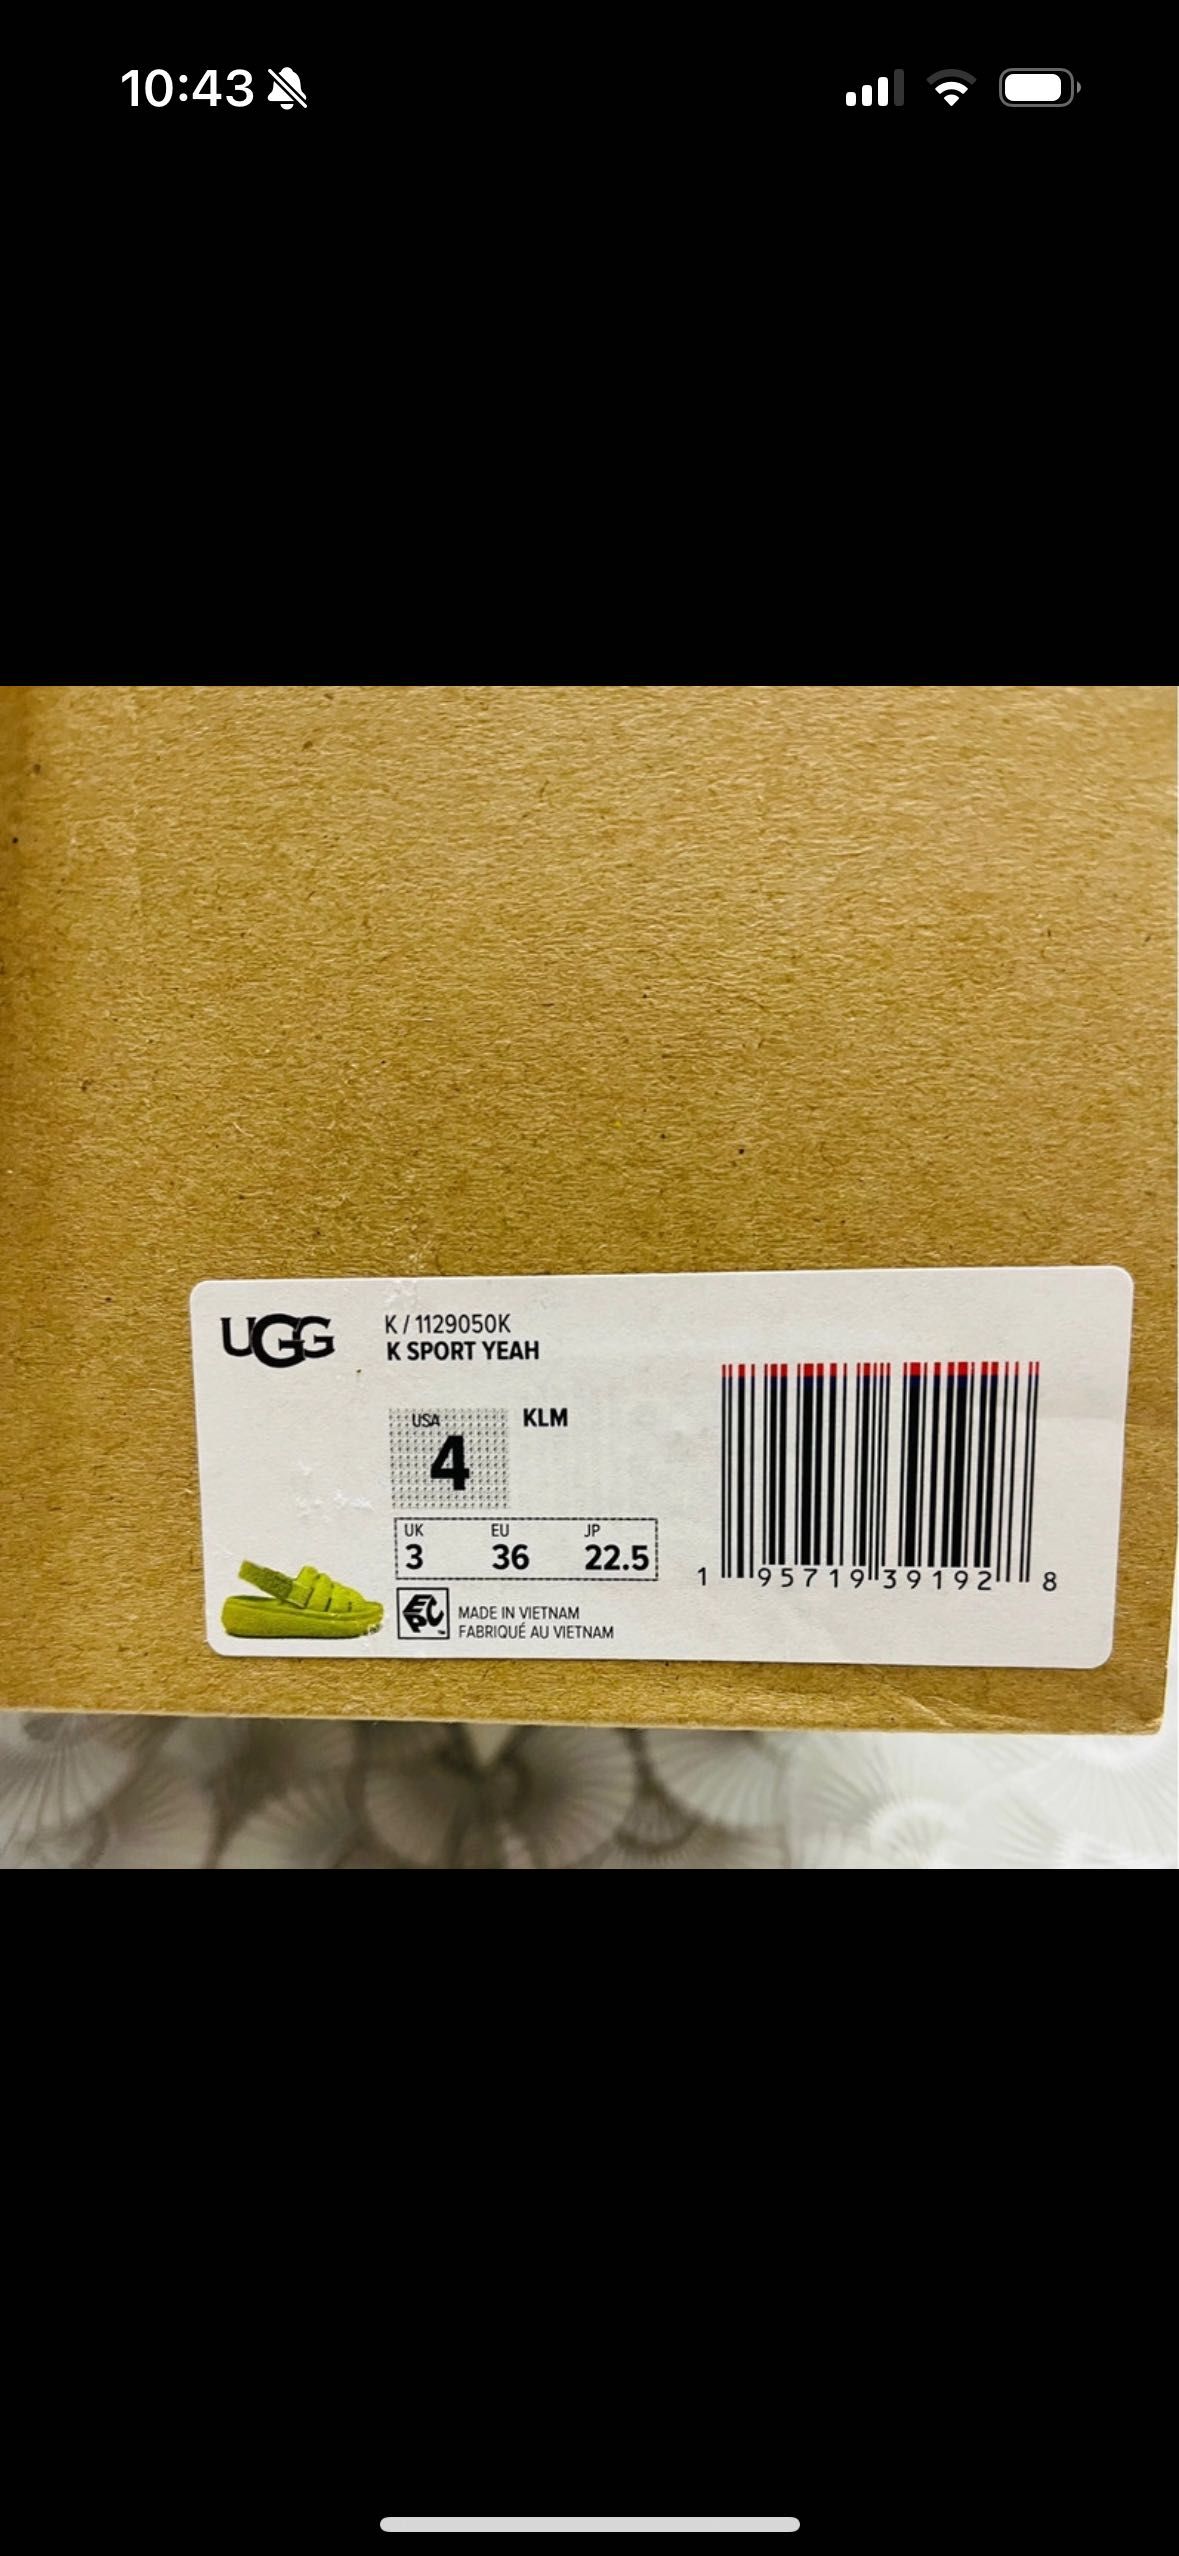 10:43
UGG
K / 1129050K
K SPORT YEAH
USA
4
KLM
UK EU JP
3 36 22.5
MADE IN VIETNAM
FABRIQUÉ AU VIETNAM
1 95719 39192 8